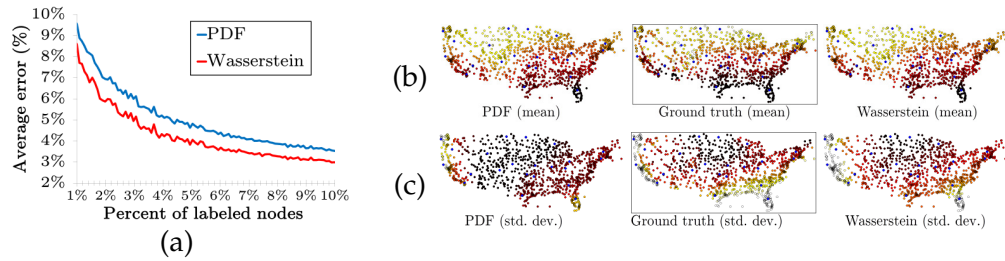 10%
9%
8%
7%
6%
5%
4%
3%
2%
Average error (%)
PDF
Wasserstein
1% 2% 3% 4% 5% 6% 7% 8% 9% 10%
Percent of labeled nodes
(a)
(b)
PDF (mean) Ground truth (mean) Wasserstein (mean)
(c)
PDF (std. dev.) Ground truth (std. dev.) Wasserstein (std. dev.)